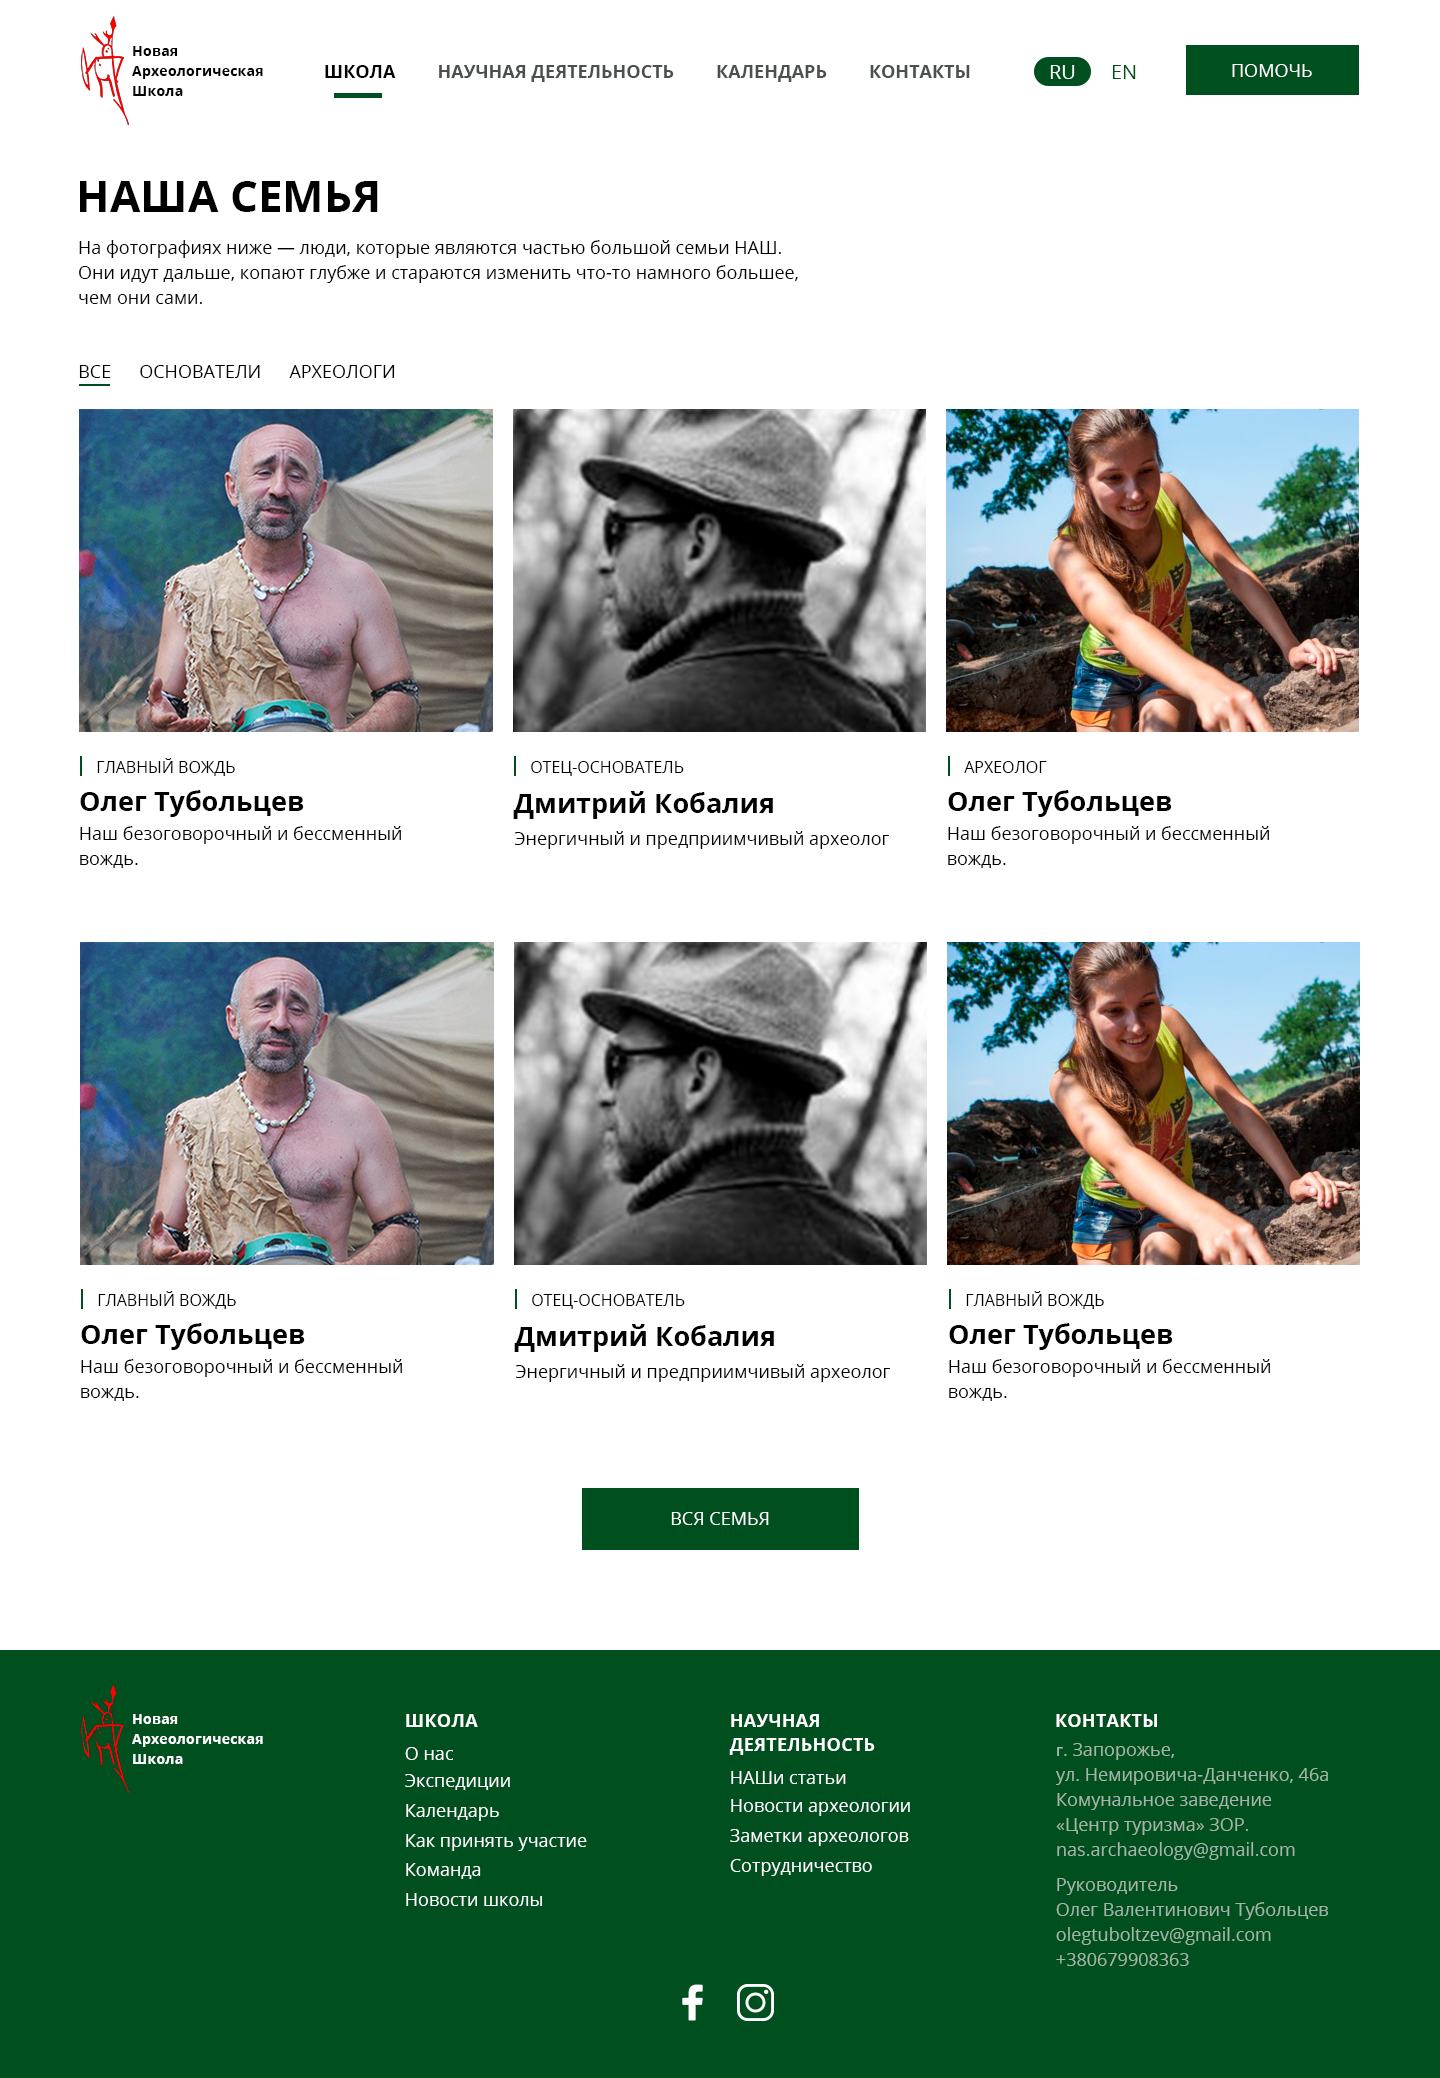 Новая
Археологическая
Школа
ШКОЛА НАУЧНАЯ ДЕЯТЕЛЬНОСТЬ КАЛЕНДАРЬ КОНТАКТЫ RU EN ПОМОЧЬ
НАША СЕМЬЯ
На фотографиях ниже — люди, которые являются частью большой семьи НАШ.
Они идут дальше, копают глубже и стараются изменить что-то намного большее,
чем они сами.
ВСЕ ОСНОВАТЕЛИ АРХЕОЛОГИ
ГЛАВНЫЙ ВОЖДЬ
Олег Тубольцев
Наш безоговорочный и бессменный
вождь.
ОТЕЦ-ОСНОВАТЕЛЬ
Дмитрий Кобалия
Энергичный и предприимчивый археолог
АРХЕОЛОГ
Олег Тубольцев
Наш безоговорочный и бессменный
вождь.
ГЛАВНЫЙ ВОЖДЬ
Олег Тубольцев
Наш безоговорочный и бессменный
вождь.
ОТЕЦ-ОСНОВАТЕЛЬ
Дмитрий Кобалия
Энергичный и предприимчивый археолог
ГЛАВНЫЙ ВОЖДЬ
Олег Тубольцев
Наш безоговорочный и бессменный
вождь.
ВСЯ СЕМЬЯ
Новая
Археологическая
Школа
ШКОЛА
О нас
Экспедиции
Календарь
Как принять участие
Команда
Новости школы
НАУЧНАЯ
ДЕЯТЕЛЬНОСТЬ
НАШи статьи
Новости археологии
Заметки археологов
Сотрудничество
КОНТАКТЫ
г. Запорожье,
ул. Немировича-Данченко, 46а
Комунальное заведение
«Центр туризма» ЗОР.
nas.archaeology@gmail.com
Руководитель
Олег Валентинович Тубольцев
olegtuboltzev@gmail.com
+380679908363